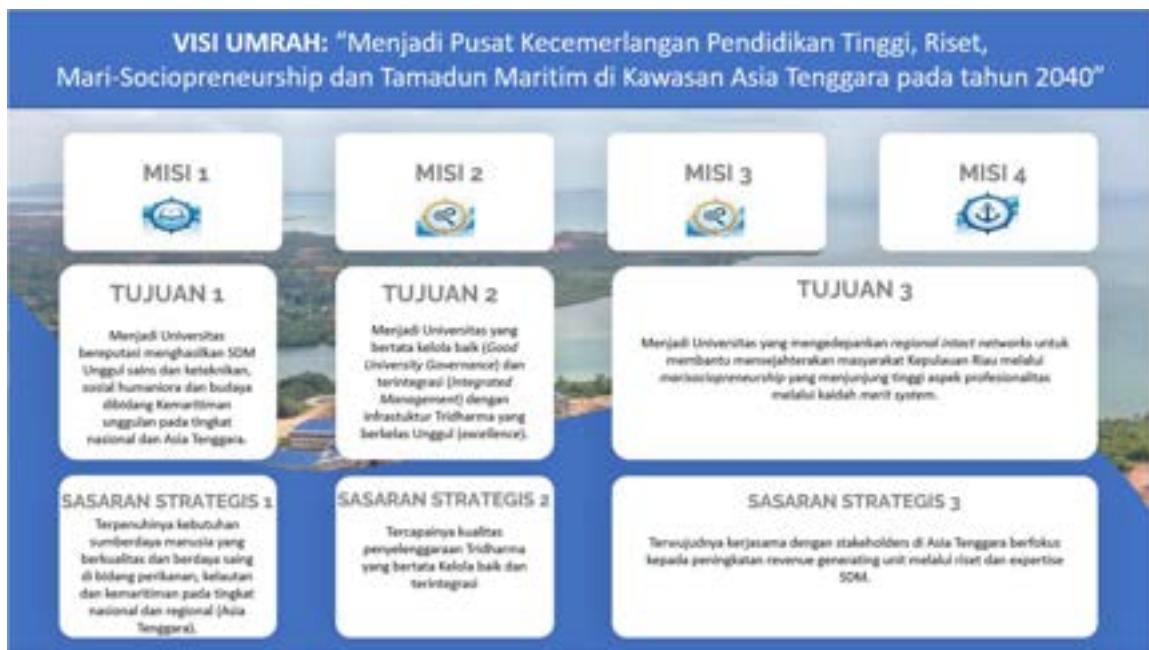 VISI UMRAH: “Menjadi Pusat Kecemerlangan Pendidikan Tinggi, Riset,
Mari-Sociopreneurship dan Tamadun Maritim di Kawasan Asia Tenggara pada tahun 2040”
MISI 1
MISI 2
MISI 3
MISI 4
TUJUAN 1
Menjadi Universitas
bereputasi menghasilkan SDM
Unggul sains dan keteknikan,
sosial humaniora dan budaya
dibidang Kemaritiman
unggulan pada tingkat
nasional dan Asia Tenggara.
TUJUAN 2
Menjadi Universitas yang
bertata kelola baik (Good
University Governance) dan
terintegrasi (Integrated
Management) dengan
infrastuktur Tridharma yang
berkelas Unggul (excellence).
TUJUAN 3
Menjadi Universitas yang mengedepankan regional intact networks untuk
membantu mensejahterakan masyarakat Kepulauan Riau melalui
marisociopreneurship yang menjunjung tinggi aspek profesionalitas
melalui kaidah merit system.
SASARAN STRATEGIS 1
Terpenuhinya kebutuhan
sumberdaya manusia yang
berkualitas dan berdaya saing
di bidang perikanan, kelautan
dan kemaritiman pada tingkat
nasional dan regional (Asia
Tenggara).
SASARAN STRATEGIS 2
Tercapainya kualitas
penyelenggaraan Tridharma
yang bertata Kelola baik dan
terintegrasi
SASARAN STRATEGIS 3
Terwujudnya kerjasama dengan stakeholders di Asia Tenggara berfokus
kepada peningkatan revenue generating unit melalui riset dan expertise
SDM.